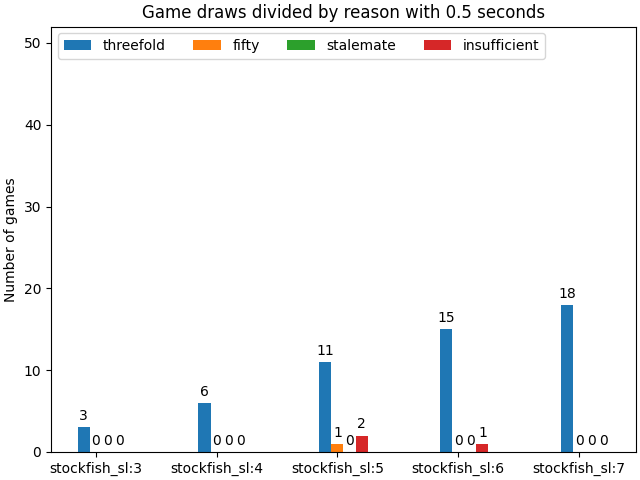 Game draws divided by reason with 0.5 seconds
threefold fifty stalemate insufficient
Number of games
50
40
30
20
10
0
3 0 0 0
6 0 0 0
11 1 0 2
15 0 0 1
18 0 0 0
stockfish_sl:3 stockfish_sl:4 stockfish_sl:5 stockfish_sl:6 stockfish_sl:7